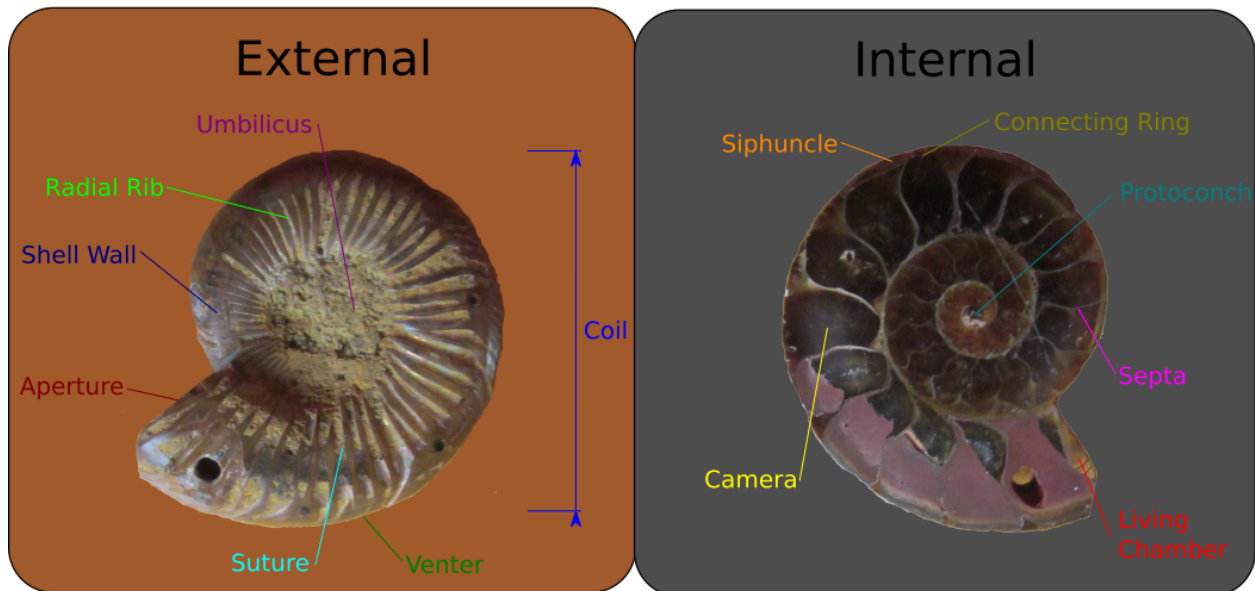 External
Umbilicus
Radial Rib
Shell Wall
Coil
Aperture
Suture
Venter
Internal
Connecting Ring
Siphuncle
Protoconch
Septa
Camera
Living
Chamber